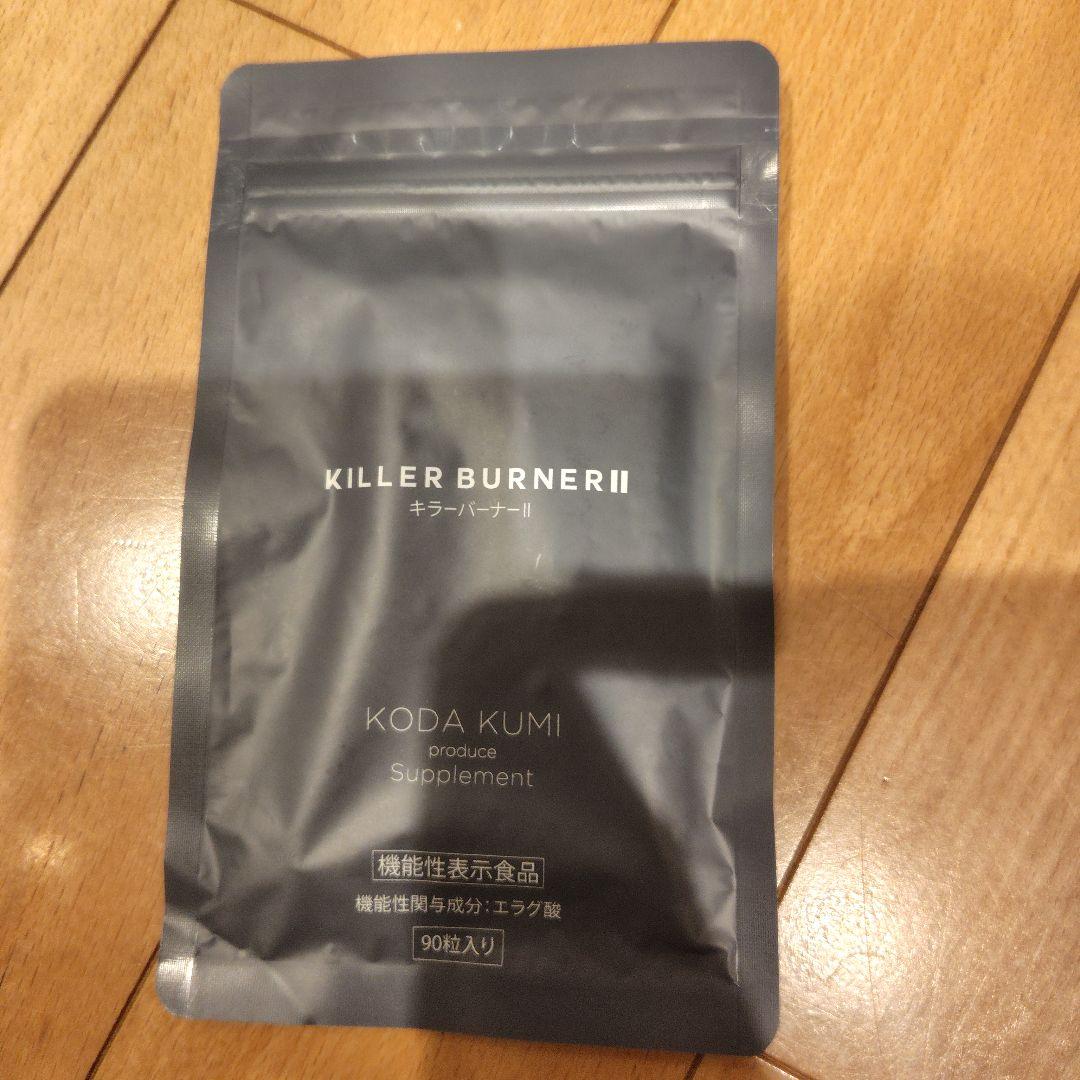 KILLER BURNERⅡ
キラーバーナーⅡ
KODA KUMI
produce
Supplement
機能性表示食品
機能性関与成分：エラグ酸
90粒入り